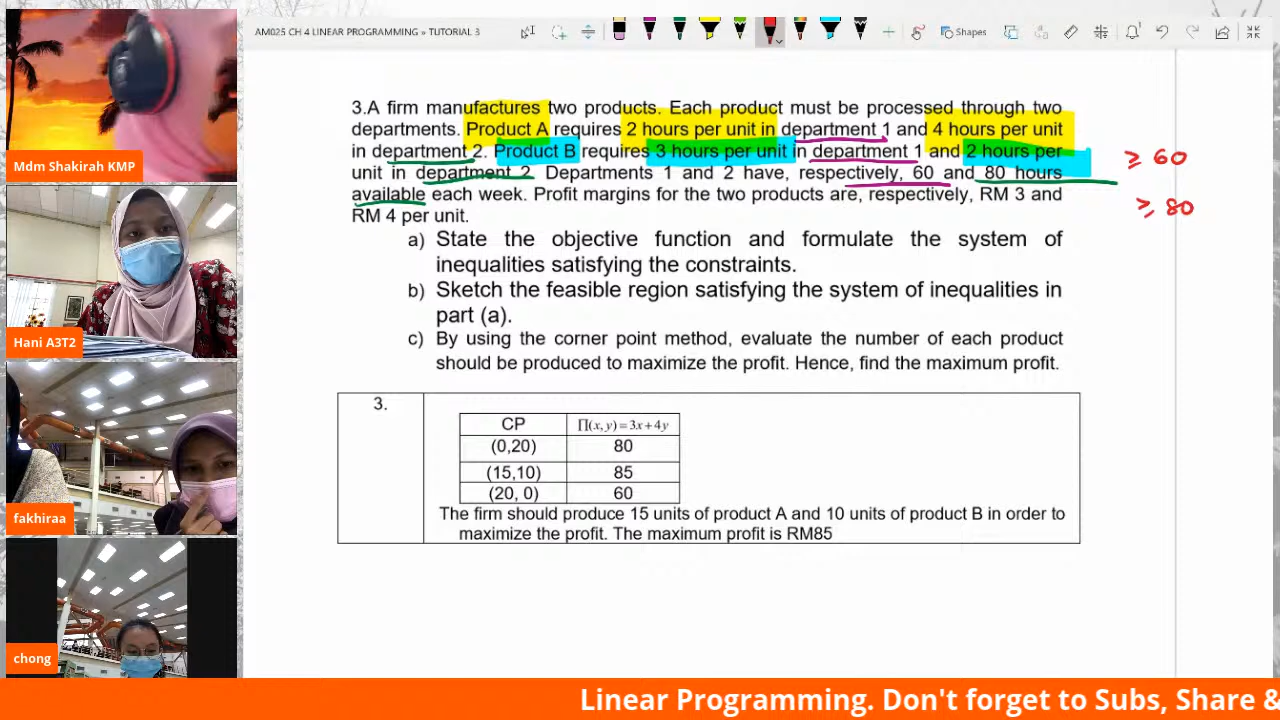 AM025 CH 4 LINEAR PROGRAMMING » TUTORIAL 3
Shapes
Mdm Shakirah KMP
Hani A3T2
fakhiraa
chong
3.A firm manufactures two products. Each product must be processed through two
departments. Product A requires 2 hours per unit in department 1 and 4 hours per unit
in department 2. Product B requires 3 hours per unit in department 1 and 2 hours per
unit in department 2. Departments 1 and 2 have, respectively, 60 and 80 hours
available each week. Profit margins for the two products are, respectively, RM 3 and
RM 4 per unit.
≥ 60
≥ 80
a) State the objective function and formulate the system of
inequalities satisfying the constraints.
b) Sketch the feasible region satisfying the system of inequalities in
part (a).
c) By using the corner point method, evaluate the number of each product
should be produced to maximize the profit. Hence, find the maximum profit.
3.
CP ∏(x, y) = 3x + 4y
(0,20) 80
(15,10) 85
(20, 0) 60
The firm should produce 15 units of product A and 10 units of product B in order to
maximize the profit. The maximum profit is RM85
Linear Programming. Don't forget to Subs, Share &